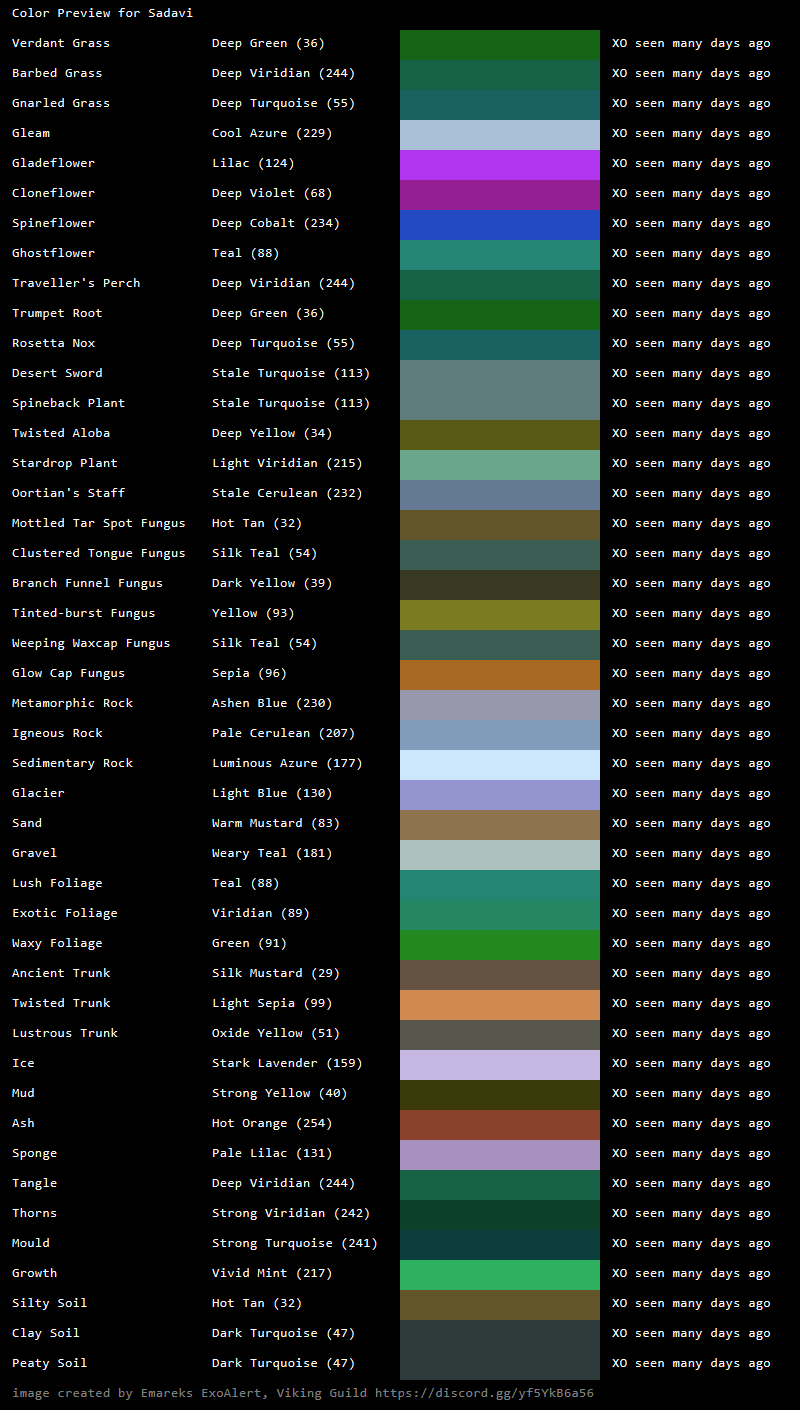 Color Preview for Sadavi
Verdant Grass Deep Green (36) XO seen many days ago
Barbed Grass Deep Viridian (244) XO seen many days ago
Gnarled Grass Deep Turquoise (55) XO seen many days ago
Gleam Cool Azure (229) XO seen many days ago
Gladeflower Lilac (124) XO seen many days ago
Cloneflower Deep Violet (68) XO seen many days ago
Spineflower Deep Cobalt (234) XO seen many days ago
Ghostflower Teal (88) XO seen many days ago
Traveller's Perch Deep Viridian (244) XO seen many days ago
Trumpet Root Deep Green (36) XO seen many days ago
Rosetta Nox Deep Turquoise (55) XO seen many days ago
Desert Sword Stale Turquoise (113) XO seen many days ago
Spineback Plant Stale Turquoise (113) XO seen many days ago
Twisted Aloba Deep Yellow (34) XO seen many days ago
Stardrop Plant Light Viridian (215) XO seen many days ago
Oortian's Staff Stale Cerulean (232) XO seen many days ago
Mottled Tar Spot Fungus Hot Tan (32) XO seen many days ago
Clustered Tongue Fungus Silk Teal (54) XO seen many days ago
Branch Funnel Fungus Dark Yellow (39) XO seen many days ago
Tinted-burst Fungus Yellow (93) XO seen many days ago
Weeping Waxcap Fungus Silk Teal (54) XO seen many days ago
Glow Cap Fungus Sepia (96) XO seen many days ago
Metamorphic Rock Ashen Blue (230) XO seen many days ago
Igneous Rock Pale Cerulean (207) XO seen many days ago
Sedimentary Rock Luminous Azure (177) XO seen many days ago
Glacier Light Blue (130) XO seen many days ago
Sand Warm Mustard (83) XO seen many days ago
Gravel Weary Teal (181) XO seen many days ago
Lush Foliage Teal (88) XO seen many days ago
Exotic Foliage Viridian (89) XO seen many days ago
Waxy Foliage Green (91) XO seen many days ago
Ancient Trunk Silk Mustard (29) XO seen many days ago
Twisted Trunk Light Sepia (99) XO seen many days ago
Lustrous Trunk Oxide Yellow (51) XO seen many days ago
Ice Stark Lavender (159) XO seen many days ago
Mud Strong Yellow (40) XO seen many days ago
Ash Hot Orange (254) XO seen many days ago
Sponge Pale Lilac (131) XO seen many days ago
Tangle Deep Viridian (244) XO seen many days ago
Thorns Strong Viridian (242) XO seen many days ago
Mould Strong Turquoise (241) XO seen many days ago
Growth Vivid Mint (217) XO seen many days ago
Silty Soil Hot Tan (32) XO seen many days ago
Clay Soil Dark Turquoise (47) XO seen many days ago
Peaty Soil Dark Turquoise (47) XO seen many days ago
image created by Emareks ExoAlert, Viking Guild https://discord.gg/yf5YkB6a56